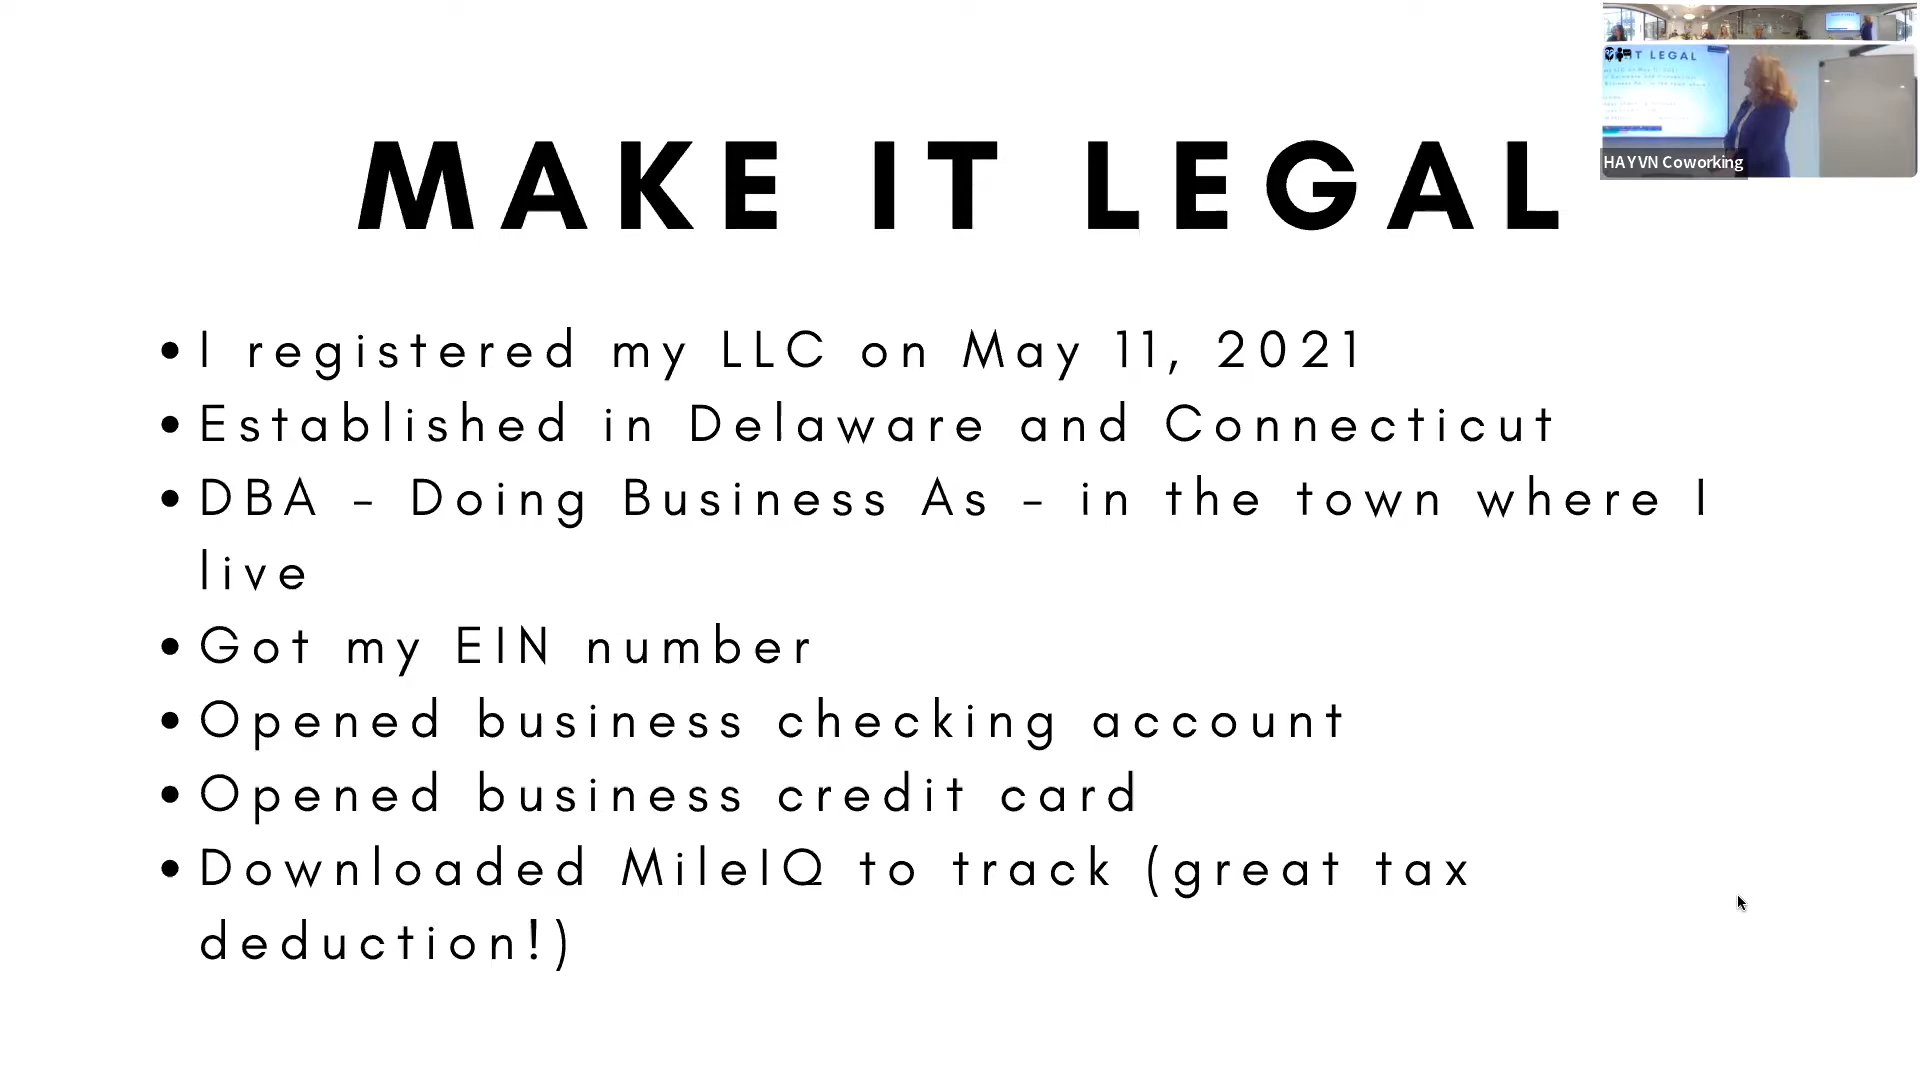 MAKE IT LEGAL
• I registered my LLC on May 11, 2021
• Established in Delaware and Connecticut
• DBA - Doing Business As - in the town where I
live
• Got my EIN number
• Opened business checking account
• Opened business credit card
• Downloaded MileIQ to track (great tax
deduction!)
T LEGAL
HAYVN Coworking